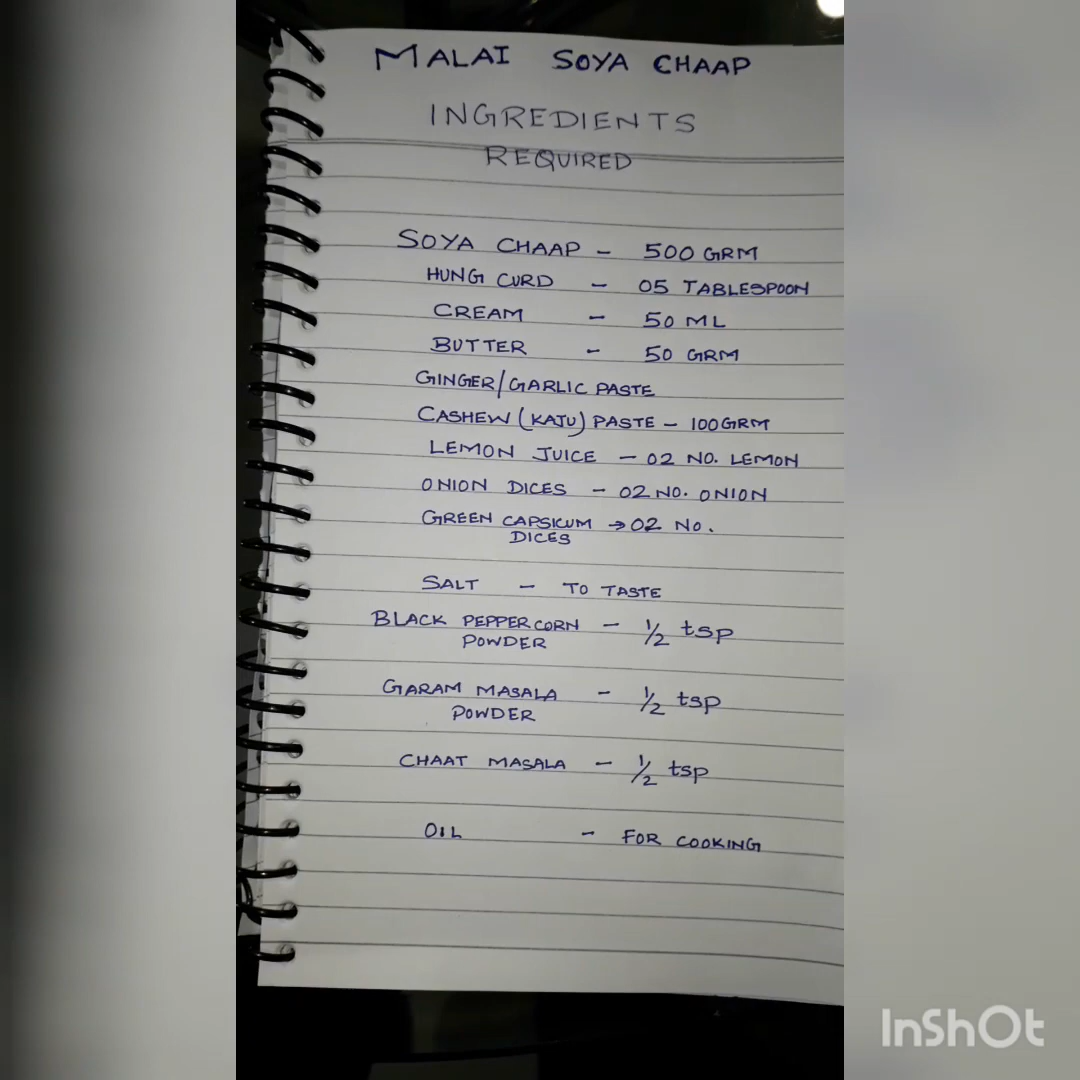 MALAI SOYA CHAAP
INGREDIENTS
REQUIRED
SOYA CHAAP - 500 GRM
HUNG CURD - 05 TABLESPOON
CREAM - 50 ML
BUTTER - 50 GRM
GINGER/GARLIC PASTE
CASHEW (KAJU) PASTE - 100GRM
LEMON JUICE - 02 NO. LEMON
ONION DICES - 02 NO. ONION
GREEN CAPSICUM → 02 NO.
DICES
SALT - TO TASTE
BLACK PEPPERCORN - 1/2 tsp
POWDER
GARAM MASALA - 1/2 tsp
POWDER
CHAAT MASALA - 1/2 tsp
OIL - FOR COOKING
InShOt